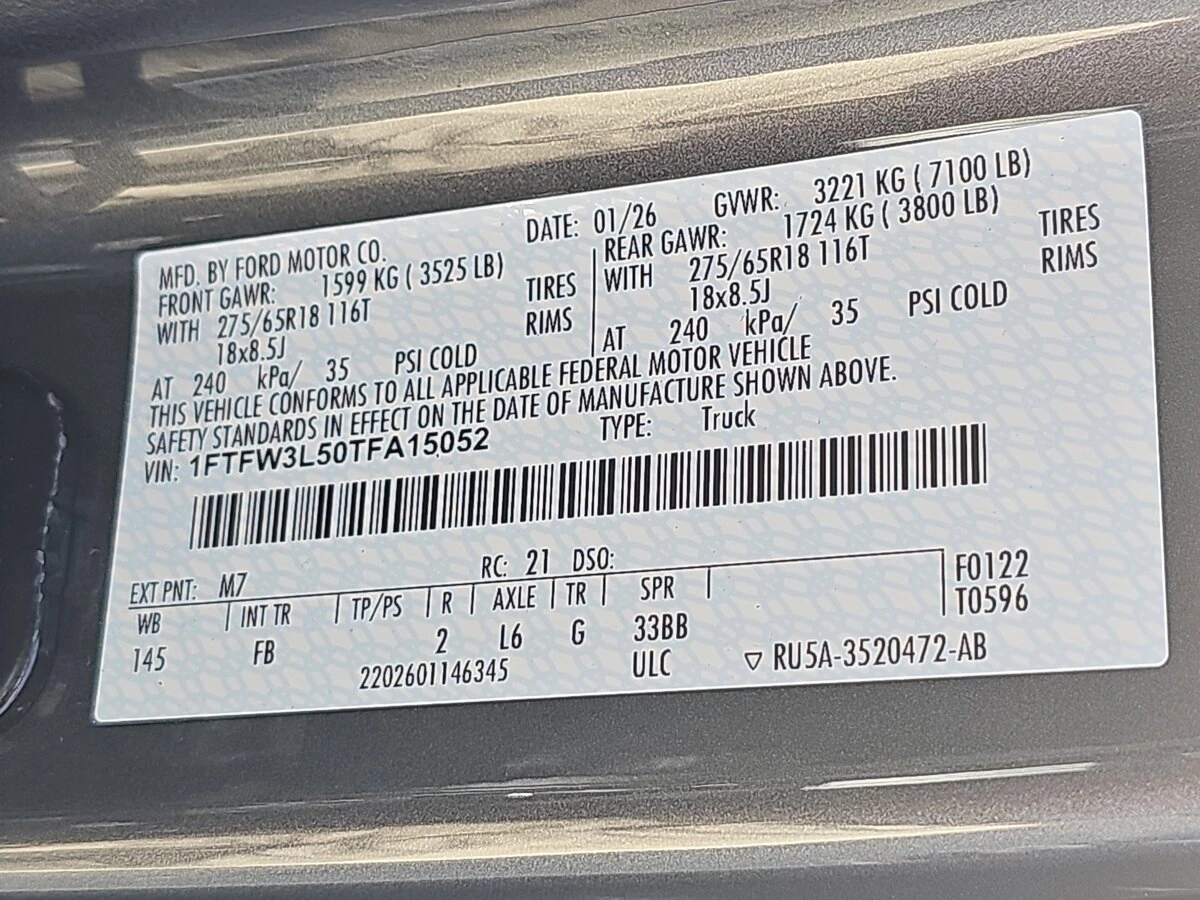 MFD. BY FORD MOTOR CO.
DATE: 01/26 GVWR: 3221 KG ( 7100 LB)
FRONT GAWR: 1599 KG ( 3525 LB)
WITH 275/65R18 116T TIRES
18x8.5J RIMS
AT 240 kPa/ 35 PSI COLD
REAR GAWR: 1724 KG ( 3800 LB)
WITH 275/65R18 116T TIRES
18x8.5J RIMS
AT 240 kPa/ 35 PSI COLD
THIS VEHICLE CONFORMS TO ALL APPLICABLE FEDERAL MOTOR VEHICLE
SAFETY STANDARDS IN EFFECT ON THE DATE OF MANUFACTURE SHOWN ABOVE.
VIN: 1FTFW3L50TFA15052 TYPE: Truck
EXT PNT: M7 RC: 21 DSO:
WB INT TR TP/PS R AXLE TR SPR F0122
145 FB 2 L6 G 33BB T0596
2202601146345 ULC ▽ RU5A-3520472-AB